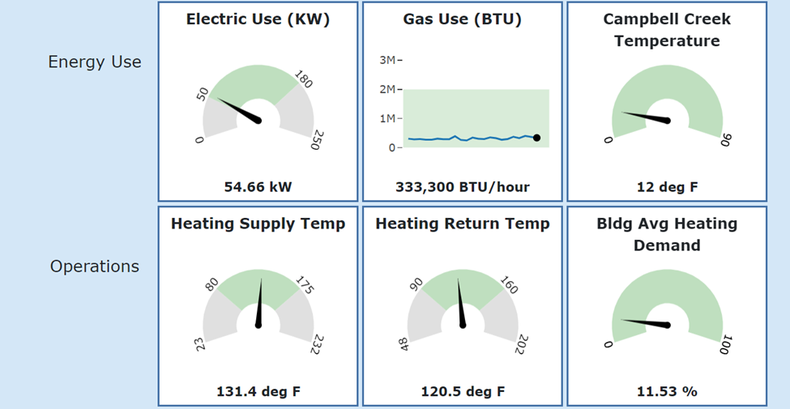 Energy Use
Electric Use (KW)
0
50
180
250
54.66 kW
Gas Use (BTU)
3M
2M
1M
0
333,300 BTU/hour
Campbell Creek
Temperature
0
90
12 deg F
Operations
Heating Supply Temp
23
80
175
232
131.4 deg F
Heating Return Temp
48
90
160
202
120.5 deg F
Bldg Avg Heating
Demand
0
100
11.53 %